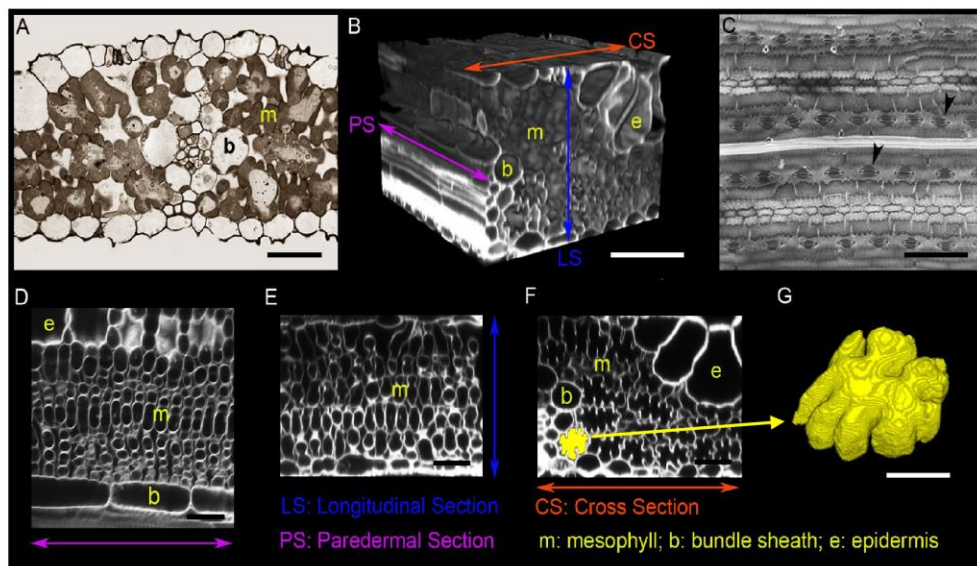 A
m
b
B
CS
PS
m
e
b
LS
C
D
e
m
b
E
m
F
m
e
b
G
LS: Longitudinal Section
CS: Cross Section
PS: Paredermal Section
m: mesophyll; b: bundle sheath; e: epidermis